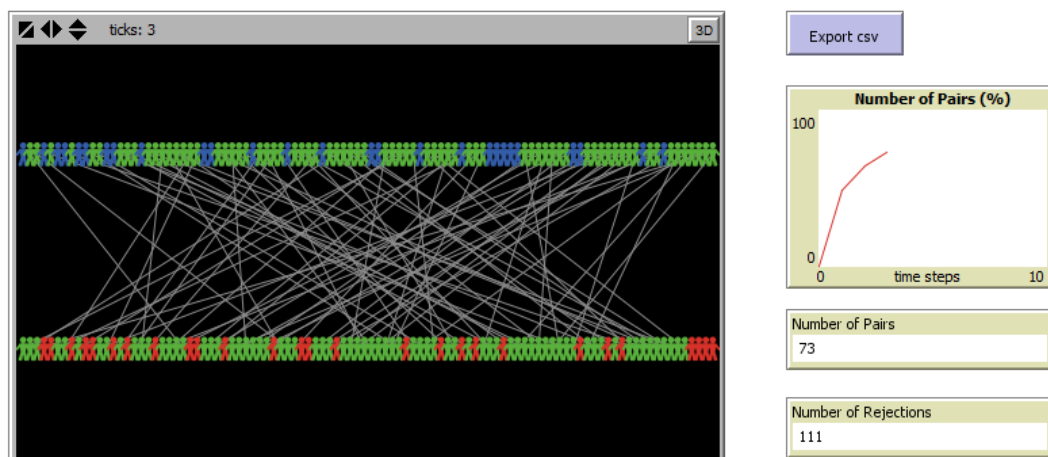 ticks: 3
3D
Export csv
Number of Pairs (%)
100
0
0 time steps 10
Number of Pairs
73
Number of Rejections
111